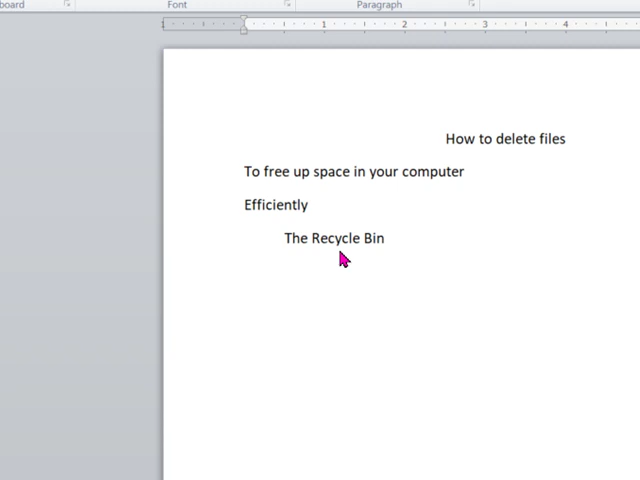 board Font Paragraph
1 1 2 3 4
How to delete files
To free up space in your computer
Efficiently
The Recycle Bin